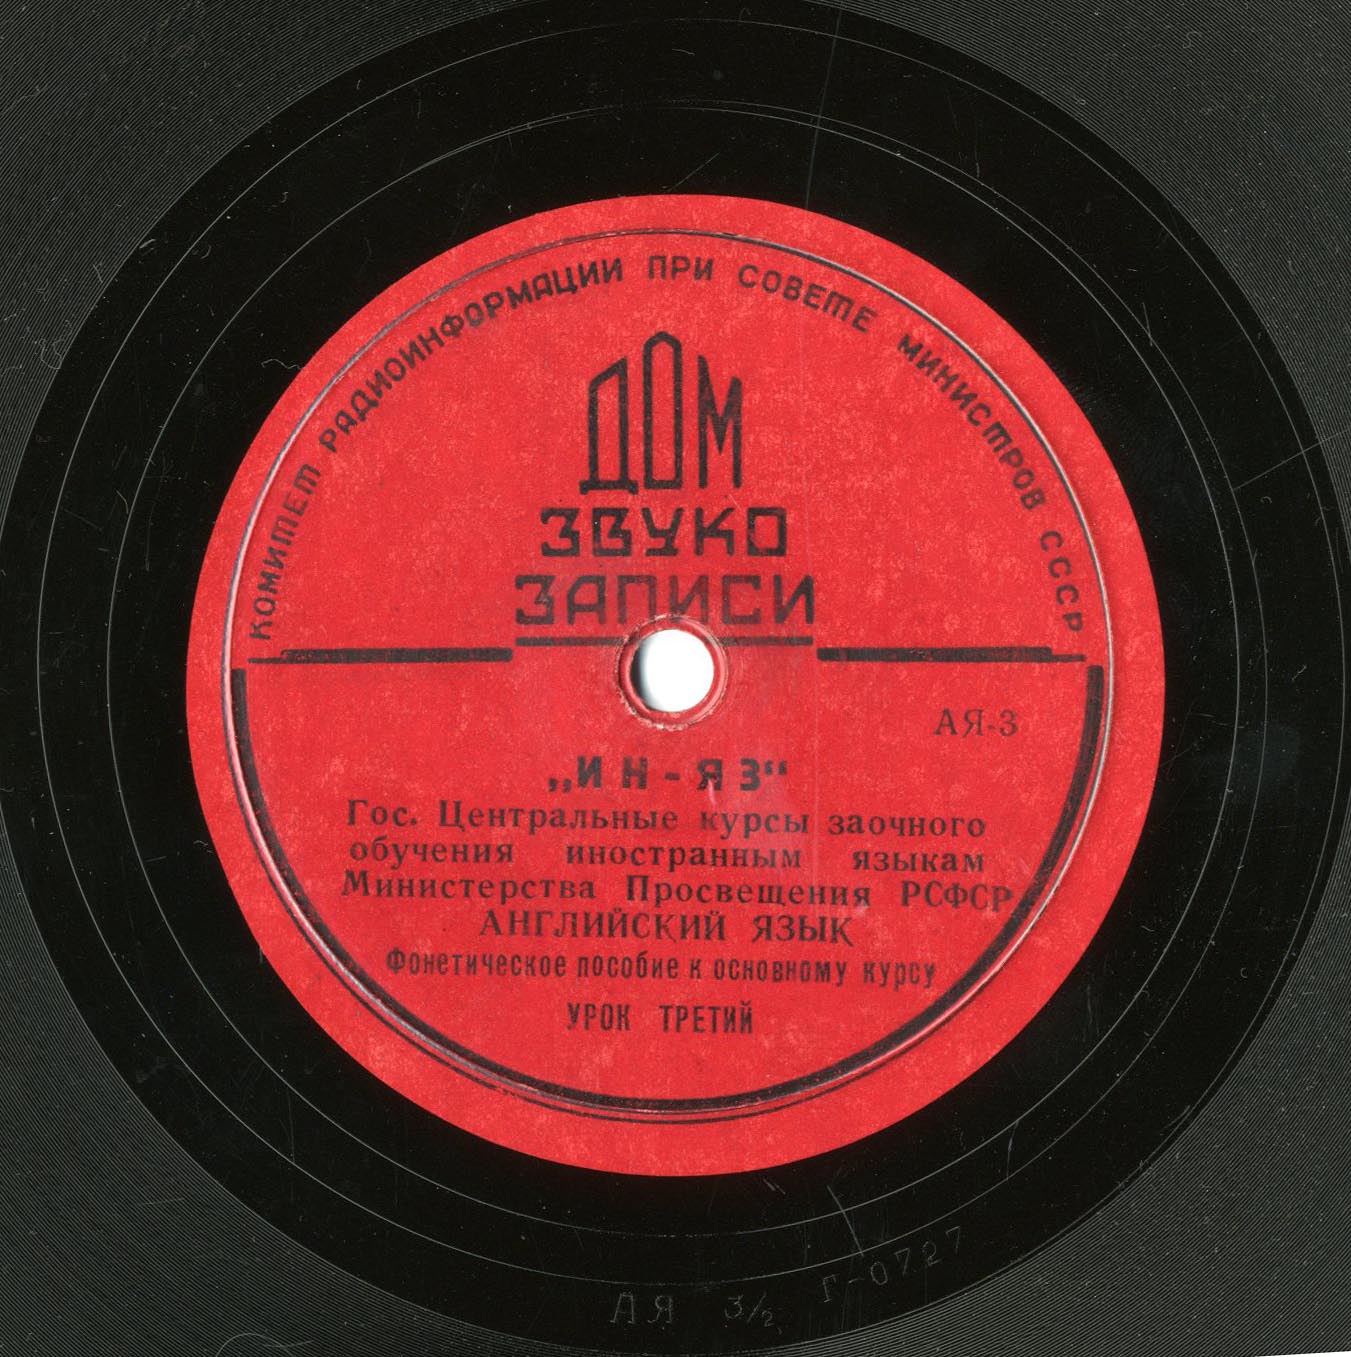 КОМИТЕТ РАДИОИНФОРМАЦИИ ПРИ СОВЕТЕ МИНИСТРОВ СССР
ДОМ
ЗВУКО
ЗАПИСИ
АЯ-3
„ИН-ЯЗ“
Гос. Центральные курсы заочного
обучения иностранным языкам
Министерства Просвещения РСФСР
АНГЛИЙСКИЙ ЯЗЫК
Фонетическое пособие к основному курсу
УРОК ТРЕТИЙ
АЯ 3/2 Г-0727